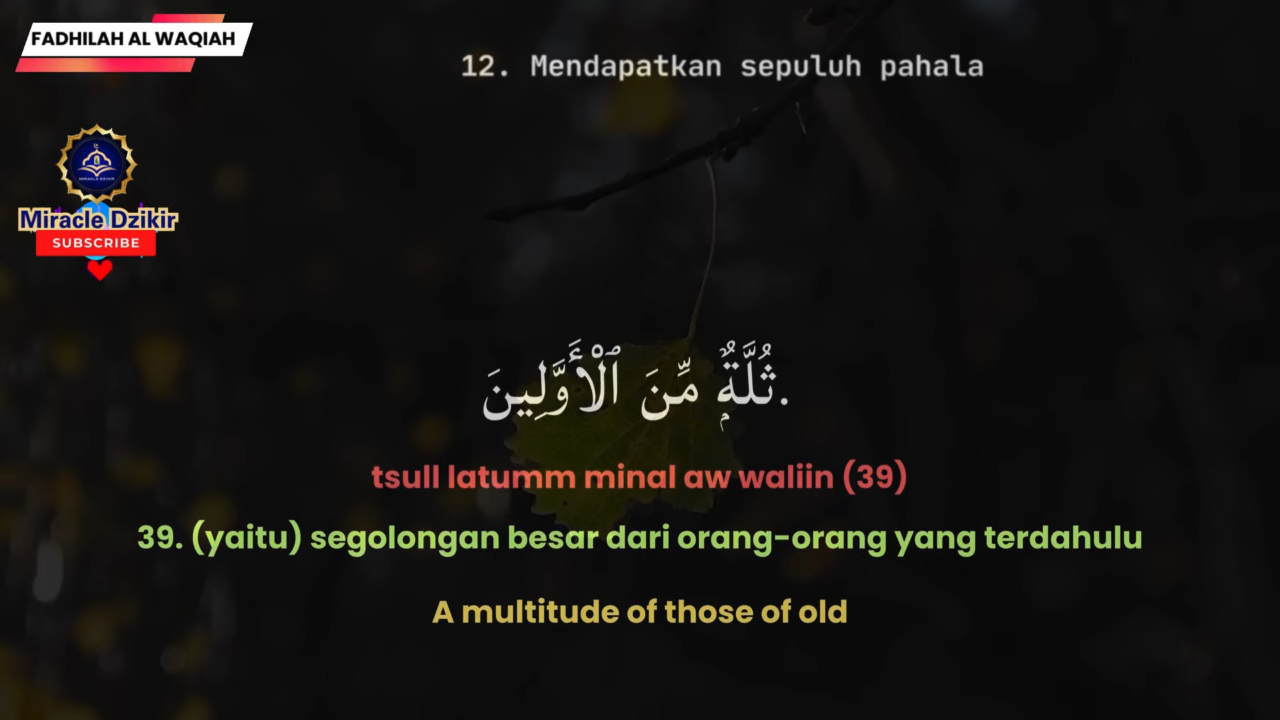 FADHILAH AL WAQIAH
12. Mendapatkan sepuluh pahala
Miracle Dzikir
SUBSCRIBE
ثُلَّةٌ مِّنَ ٱلْأَوَّلِينَ.
tsull latumm minal aw waliin (39)
39. (yaitu) segolongan besar dari orang-orang yang terdahulu
A multitude of those of old